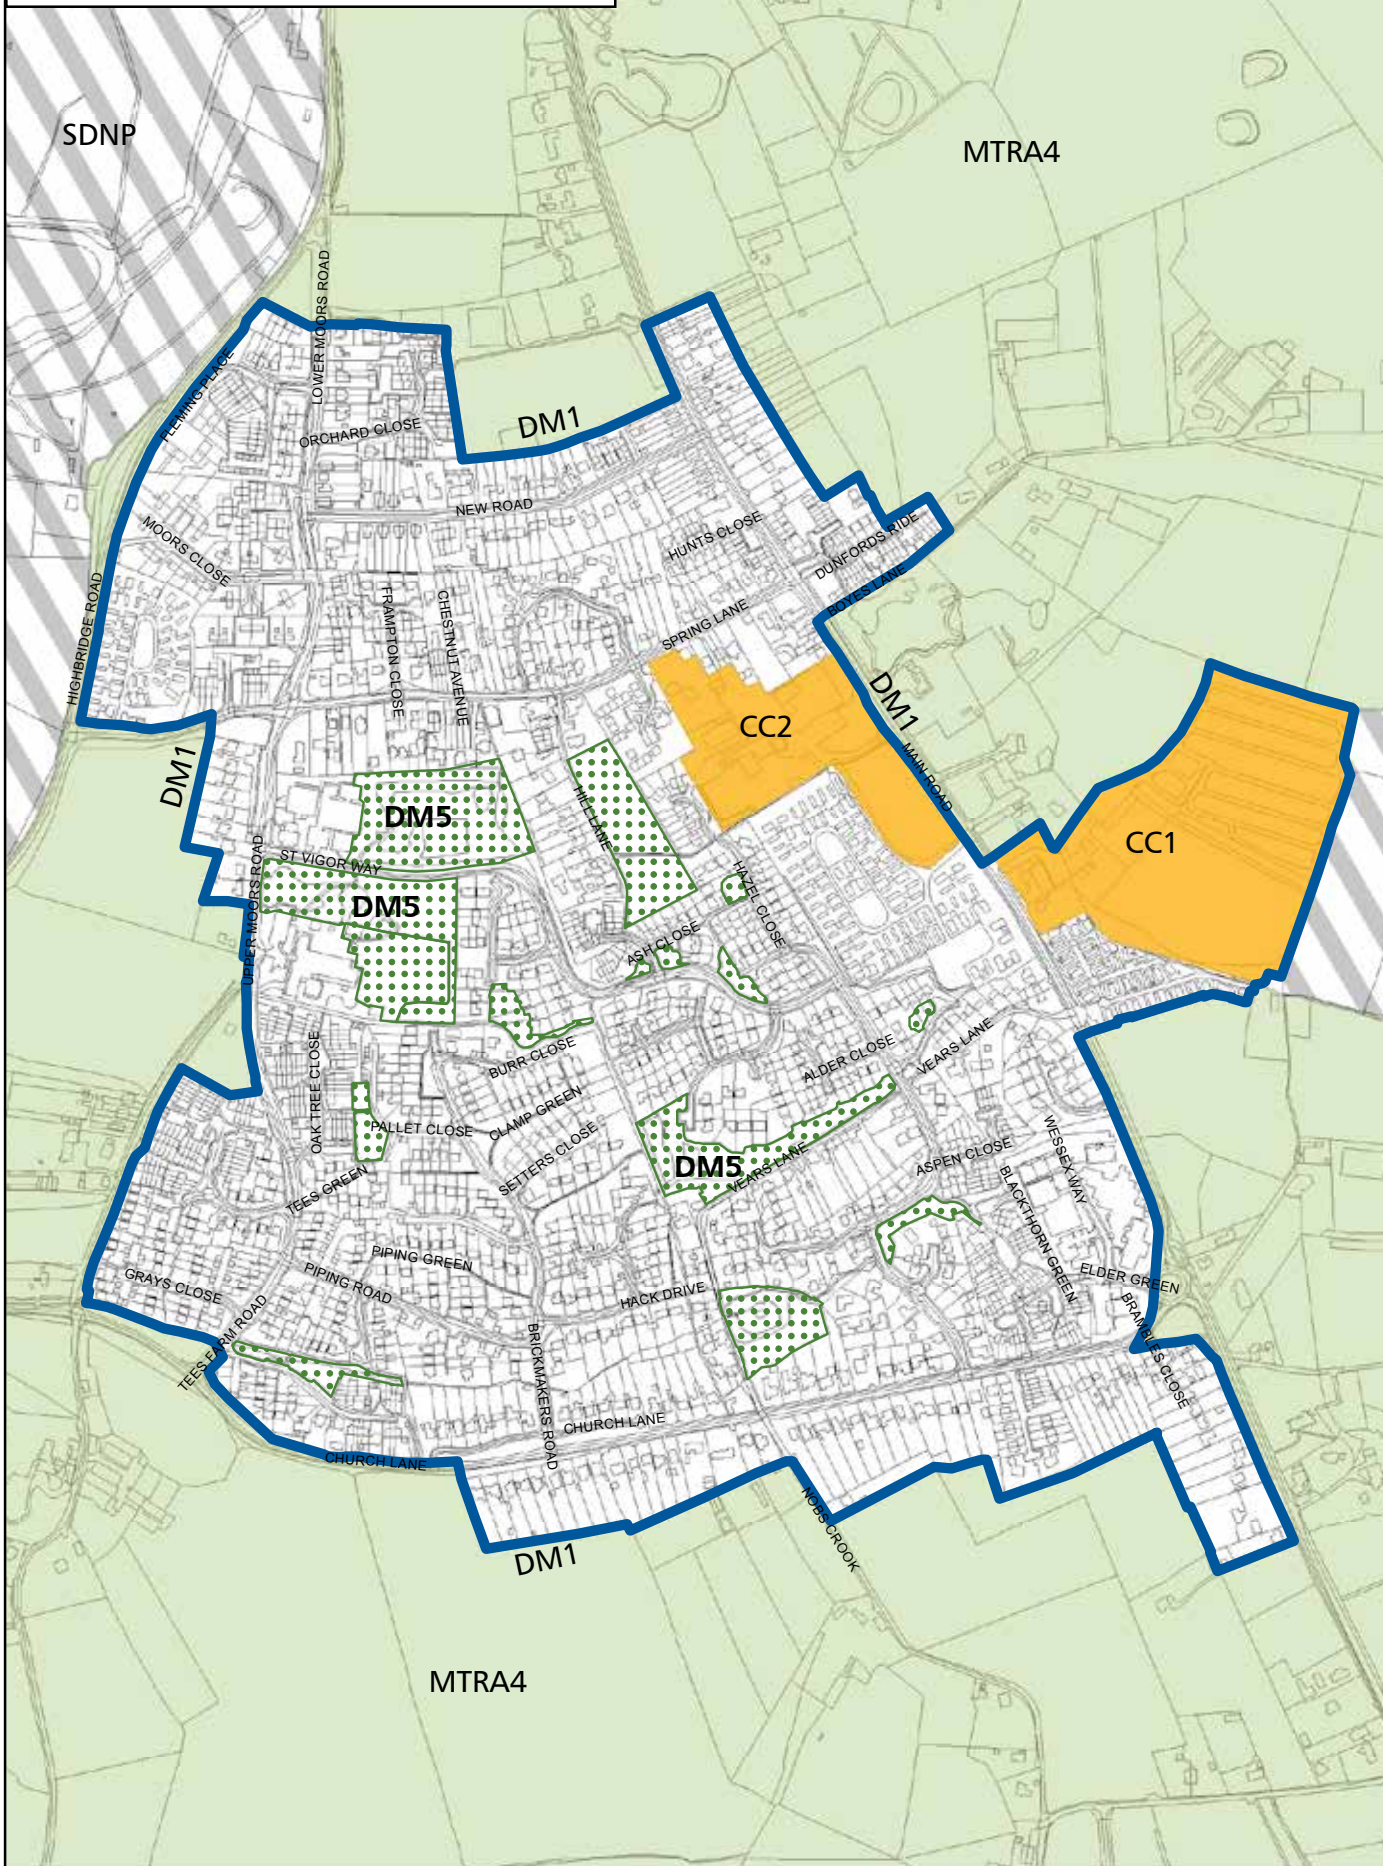 SDNP
MTRA4
LOWER MOORS ROAD
FLEMING PLACE
ORCHARD CLOSE
DM1
NEW ROAD
HUNTS CLOSE
DUNFORDS RIDE
MOORS CLOSE
BOYES LANE
HIGHBRIDGE ROAD
FRAMPTON CLOSE
CHESTNUT AVENUE
SPRING LANE
DM1
CC2
DM1
MAIN ROAD
DM5
HILL LANE
CC1
ST VIGOR WAY
UPPER MOORS ROAD
DM5
HAZEL CLOSE
ASH CLOSE
BURR CLOSE
ALDER CLOSE
VEARS LANE
OAK TREE CLOSE
PALLET CLOSE
CLAMP GREEN
SETTERS CLOSE
DM5
VEARS LANE
ASPEN CLOSE
WESSEX WAY
TEES GREEN
BLACKTHORN GREEN
PIPING GREEN
PIPING ROAD
GRAYS CLOSE
HACK DRIVE
ELDER GREEN
TEES FARM ROAD
BRICKMAKERS ROAD
BRAMBLES CLOSE
CHURCH LANE
CHURCH LANE
NOBS CROOK
DM1
MTRA4